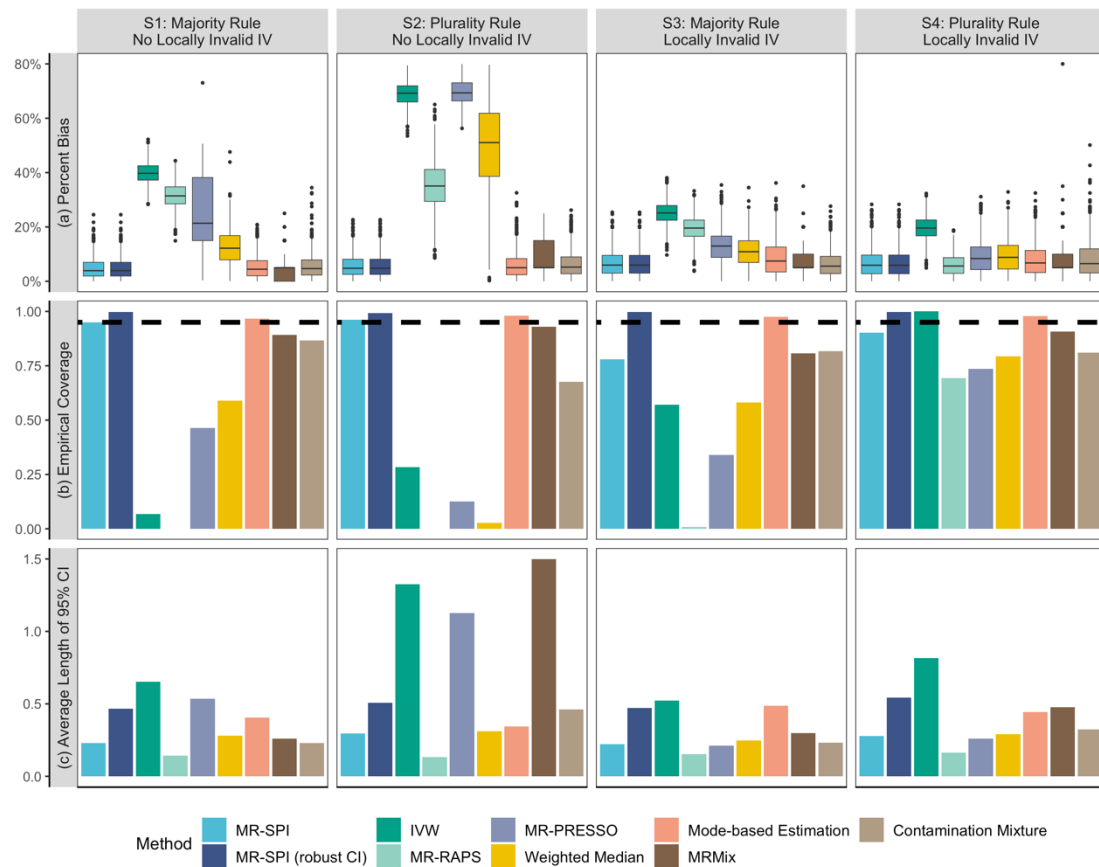 S1: Majority Rule
No Locally Invalid IV
S2: Plurality Rule
No Locally Invalid IV
S3: Majority Rule
Locally Invalid IV
S4: Plurality Rule
Locally Invalid IV
(a) Percent Bias
80%
60%
40%
20%
0%
(b) Empirical Coverage
1.00
0.75
0.50
0.25
0.00
(c) Average Length of 95% CI
1.5
1.0
0.5
0.0
Method
MR-SPI
MR-SPI (robust CI)
IVW
MR-RAPS
MR-PRESSO
Weighted Median
Mode-based Estimation
MRMix
Contamination Mixture